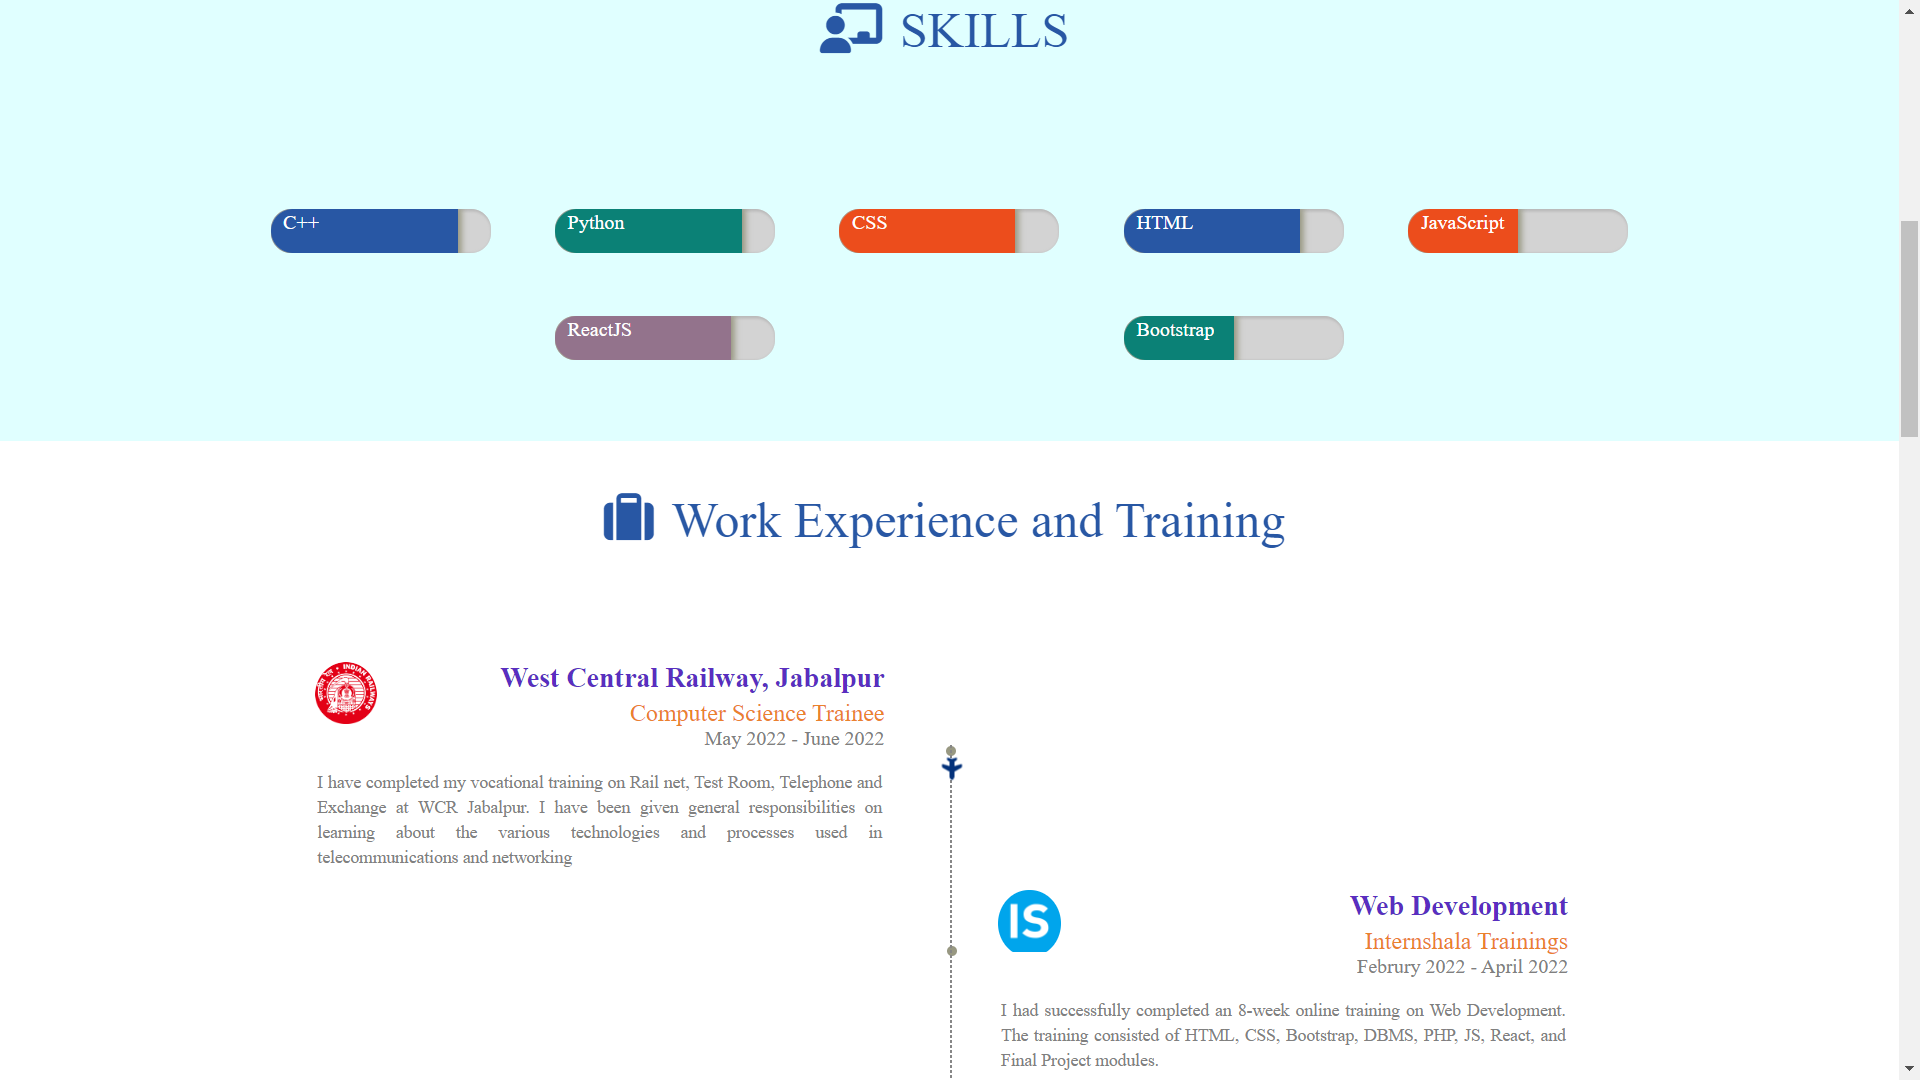 SKILLS
C++
Python
CSS
HTML
JavaScript
ReactJS
Bootstrap
Work Experience and Training
INDIAN RAILWAYS
West Central Railway, Jabalpur
Computer Science Trainee
May 2022 - June 2022
I have completed my vocational training on Rail net, Test Room, Telephone and
Exchange at WCR Jabalpur. I have been given general responsibilities on
learning about the various technologies and processes used in
telecommunications and networking
IS
Web Development
Internshala Trainings
Februry 2022 - April 2022
I had successfully completed an 8-week online training on Web Development.
The training consisted of HTML, CSS, Bootstrap, DBMS, PHP, JS, React, and
Final Project modules.